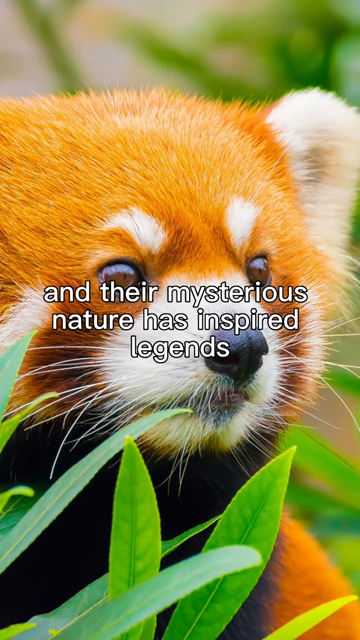 and their mysterious
nature has inspired
legends